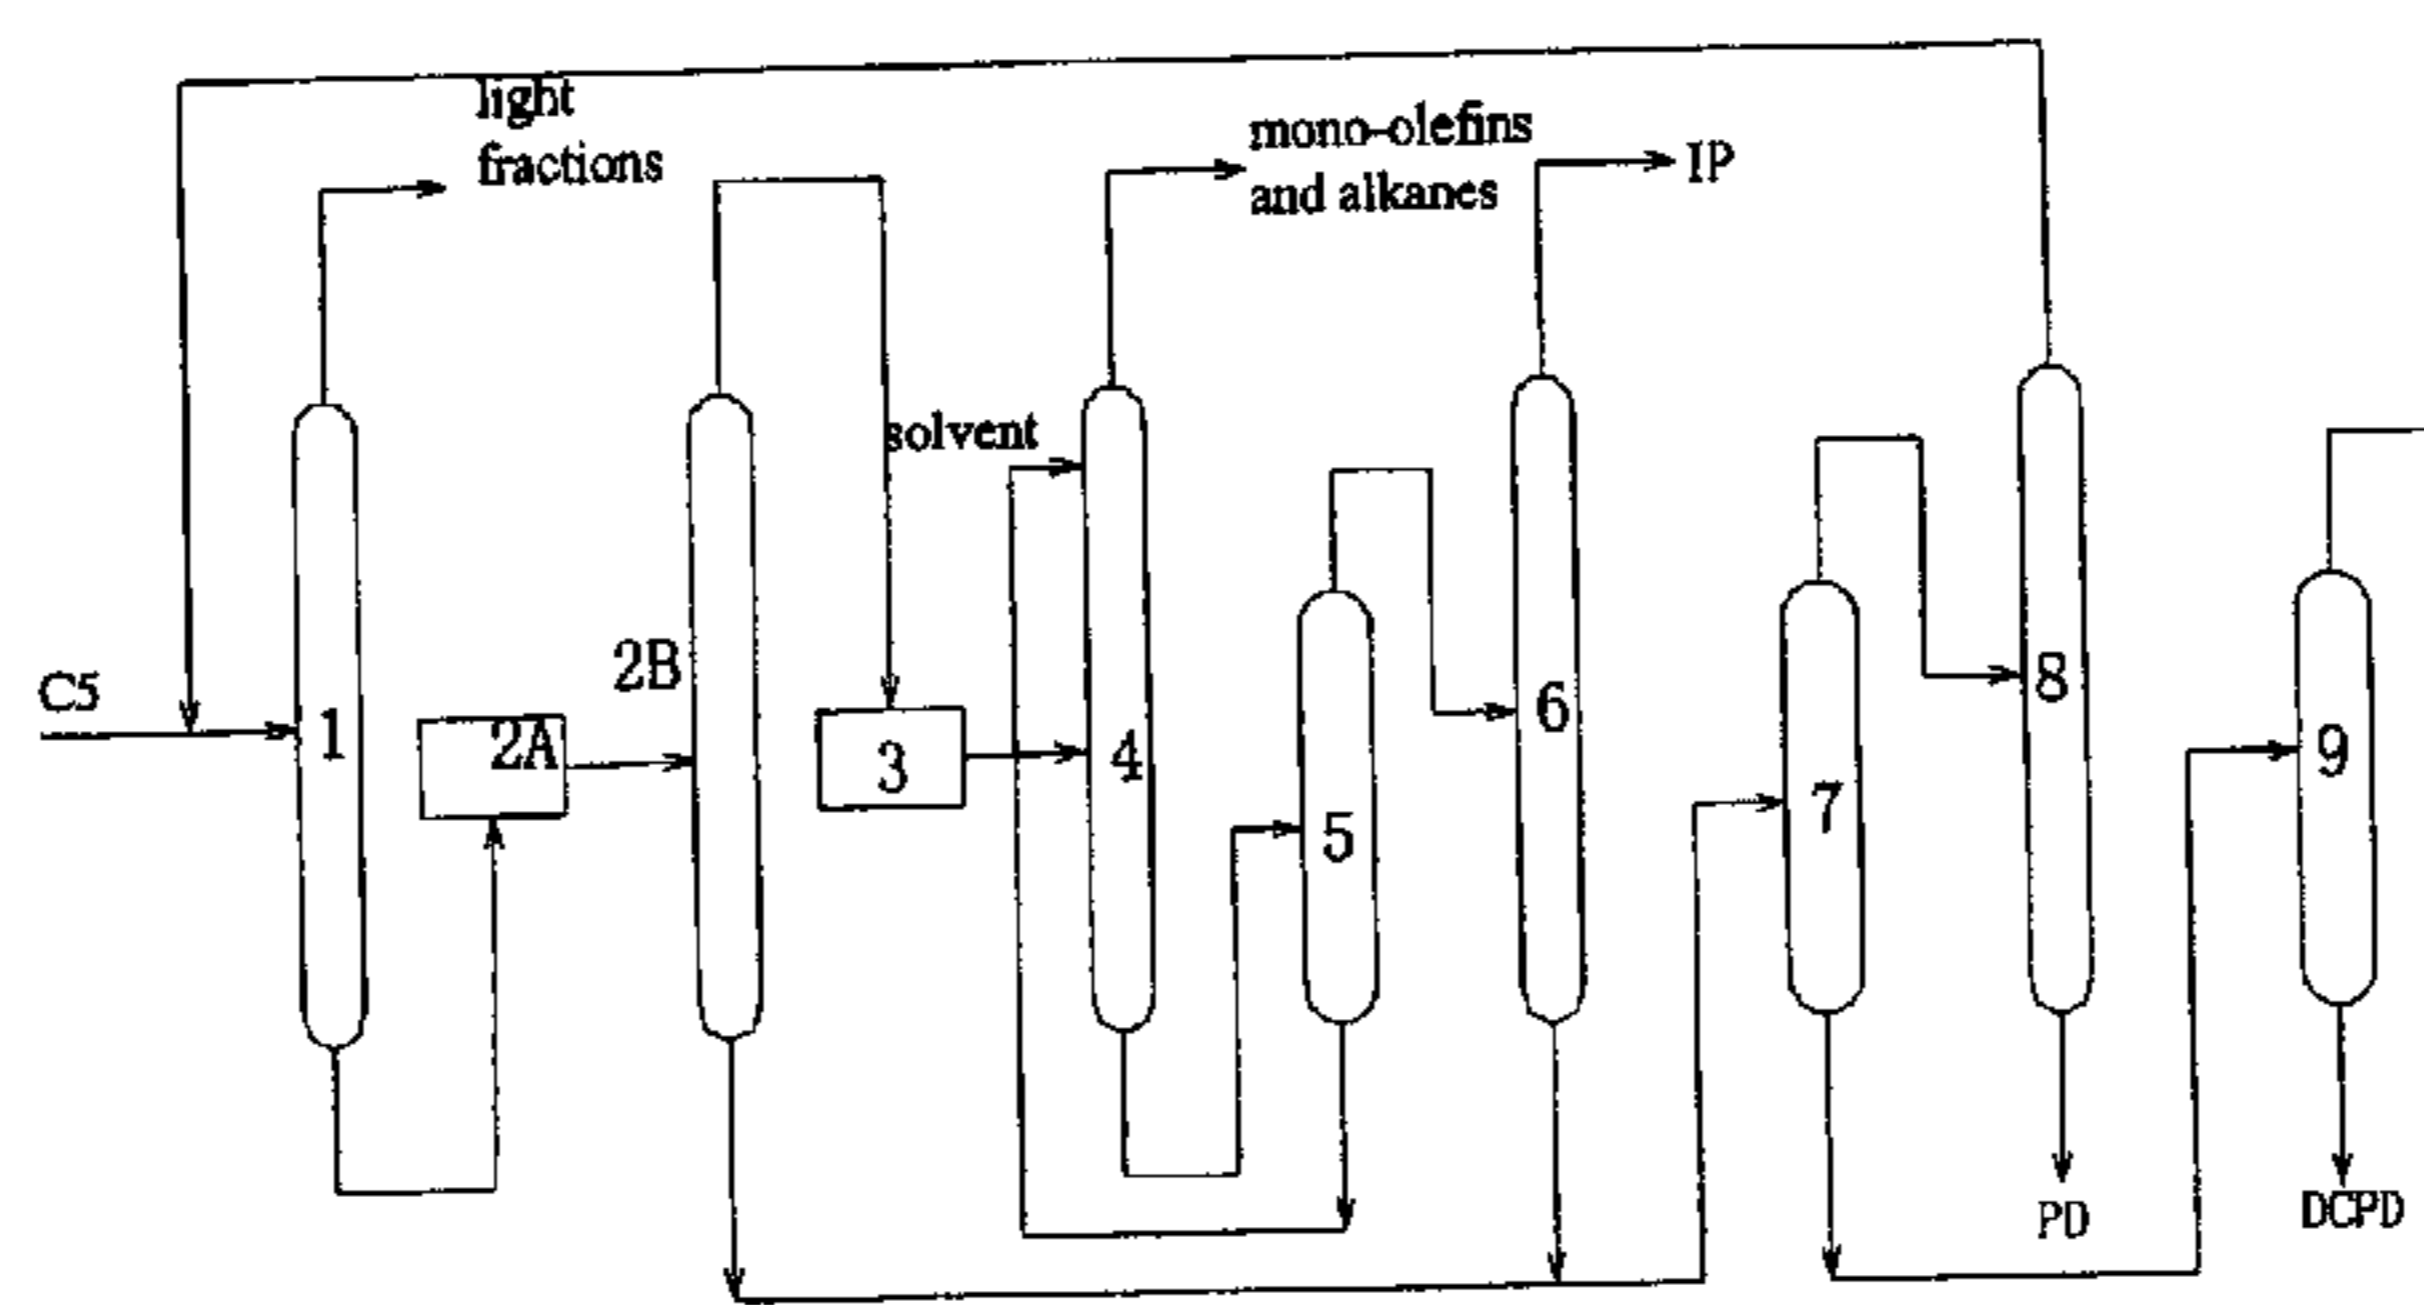 light
fractions
mono-olefins
and alkanes
IP
solvent
C5
1
2A
2B
3
4
5
6
7
8
9
PD
DCPD